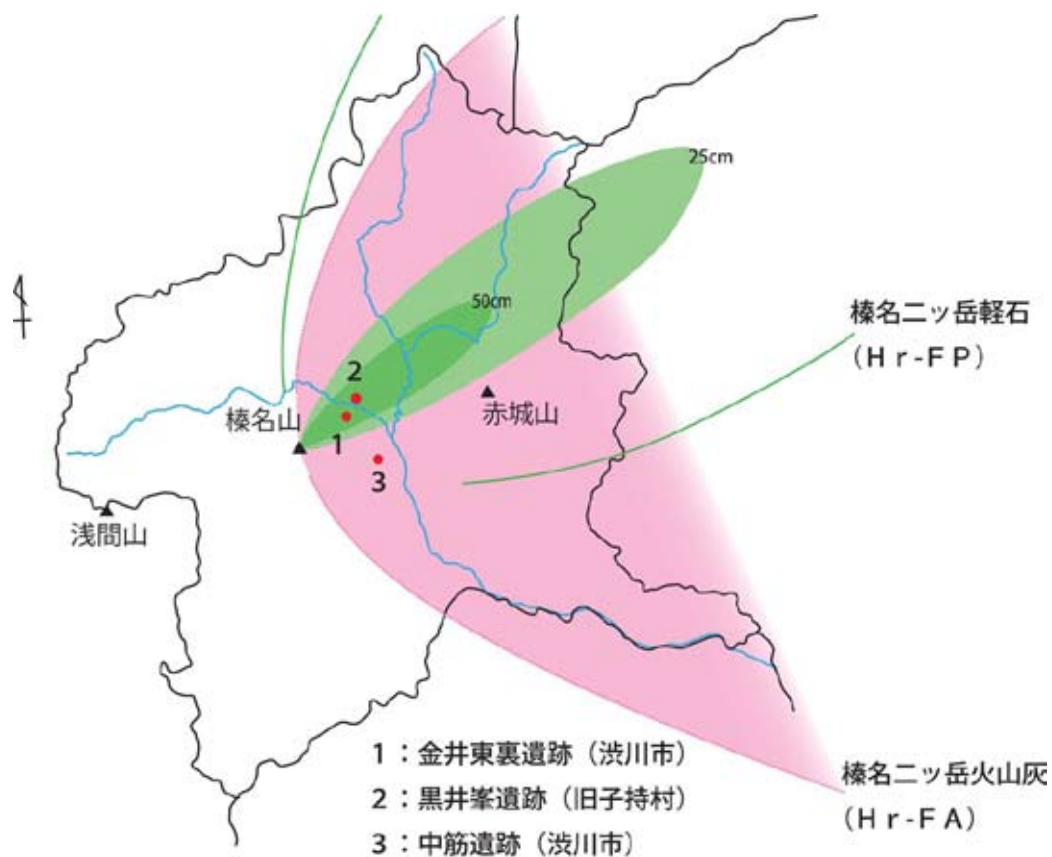 25cm
50cm
榛名二ッ岳軽石
(Ｈｒ-ＦＰ)
2
榛名山
赤城山
1
3
浅間山
1：金井東裏遺跡（渋川市）
2：黒井峯遺跡（旧子持村）
3：中筋遺跡（渋川市）
榛名二ッ岳火山灰
(Ｈｒ-ＦＡ)